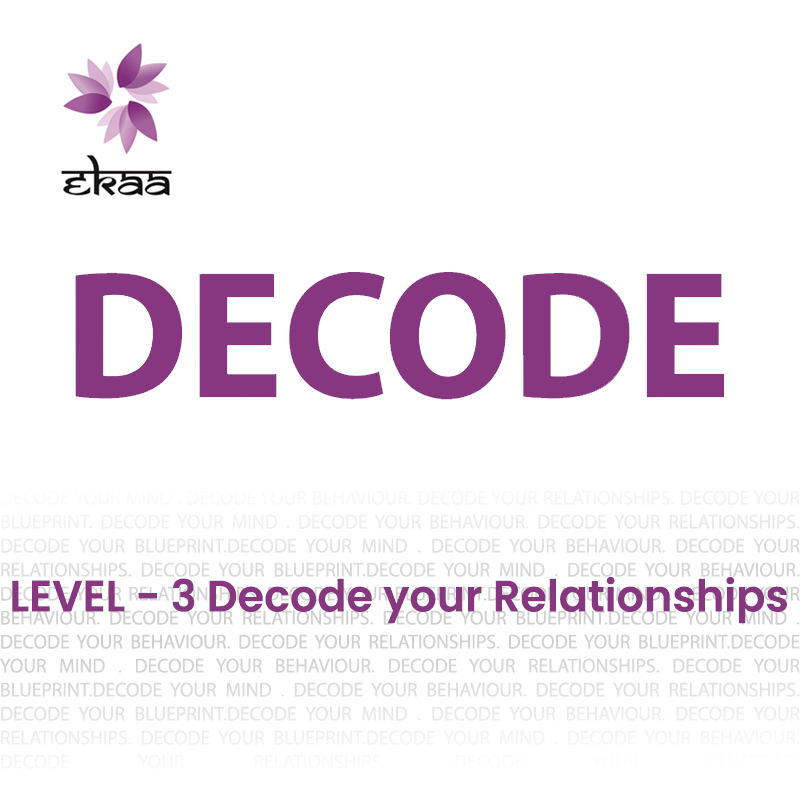 ekaa
DECODE
DECODE YOUR MIND . DECODE YOUR BEHAVIOUR. DECODE YOUR RELATIONSHIPS. DECODE YOUR
BLUEPRINT. DECODE YOUR MIND . DECODE YOUR BEHAVIOUR. DECODE YOUR RELATIONSHIPS.
DECODE YOUR BLUEPRINT.DECODE YOUR MIND . DECODE YOUR BEHAVIOUR. DECODE YOUR
RELATIONSHIPS. DECODE YOUR BLUEPRINT.DECODE YOUR MIND . DECODE YOUR BEHAVIOUR.
LEVEL – 3 Decode your Relationships
BEHAVIOUR. DECODE YOUR RELATIONSHIPS. DECODE YOUR BLUEPRINT.DECODE YOUR MIND .
DECODE YOUR BEHAVIOUR. DECODE YOUR RELATIONSHIPS. DECODE YOUR BLUEPRINT.DECODE
YOUR MIND . DECODE YOUR BEHAVIOUR. DECODE YOUR RELATIONSHIPS. DECODE YOUR
BLUEPRINT.DECODE YOUR MIND . DECODE YOUR BEHAVIOUR. DECODE YOUR RELATIONSHIPS.
DECODE YOUR BLUEPRINT.DECODE YOUR MIND . DECODE YOUR BEHAVIOUR. DECODE YOUR
RELATIONSHIPS. DECODE YOUR BLUEPRINT.DECODE YOUR MIND . DECODE YOUR BEHAVIOUR.
DECODE YOUR RELATIONSHIPS. DECODE YOUR BLUEPRINT.